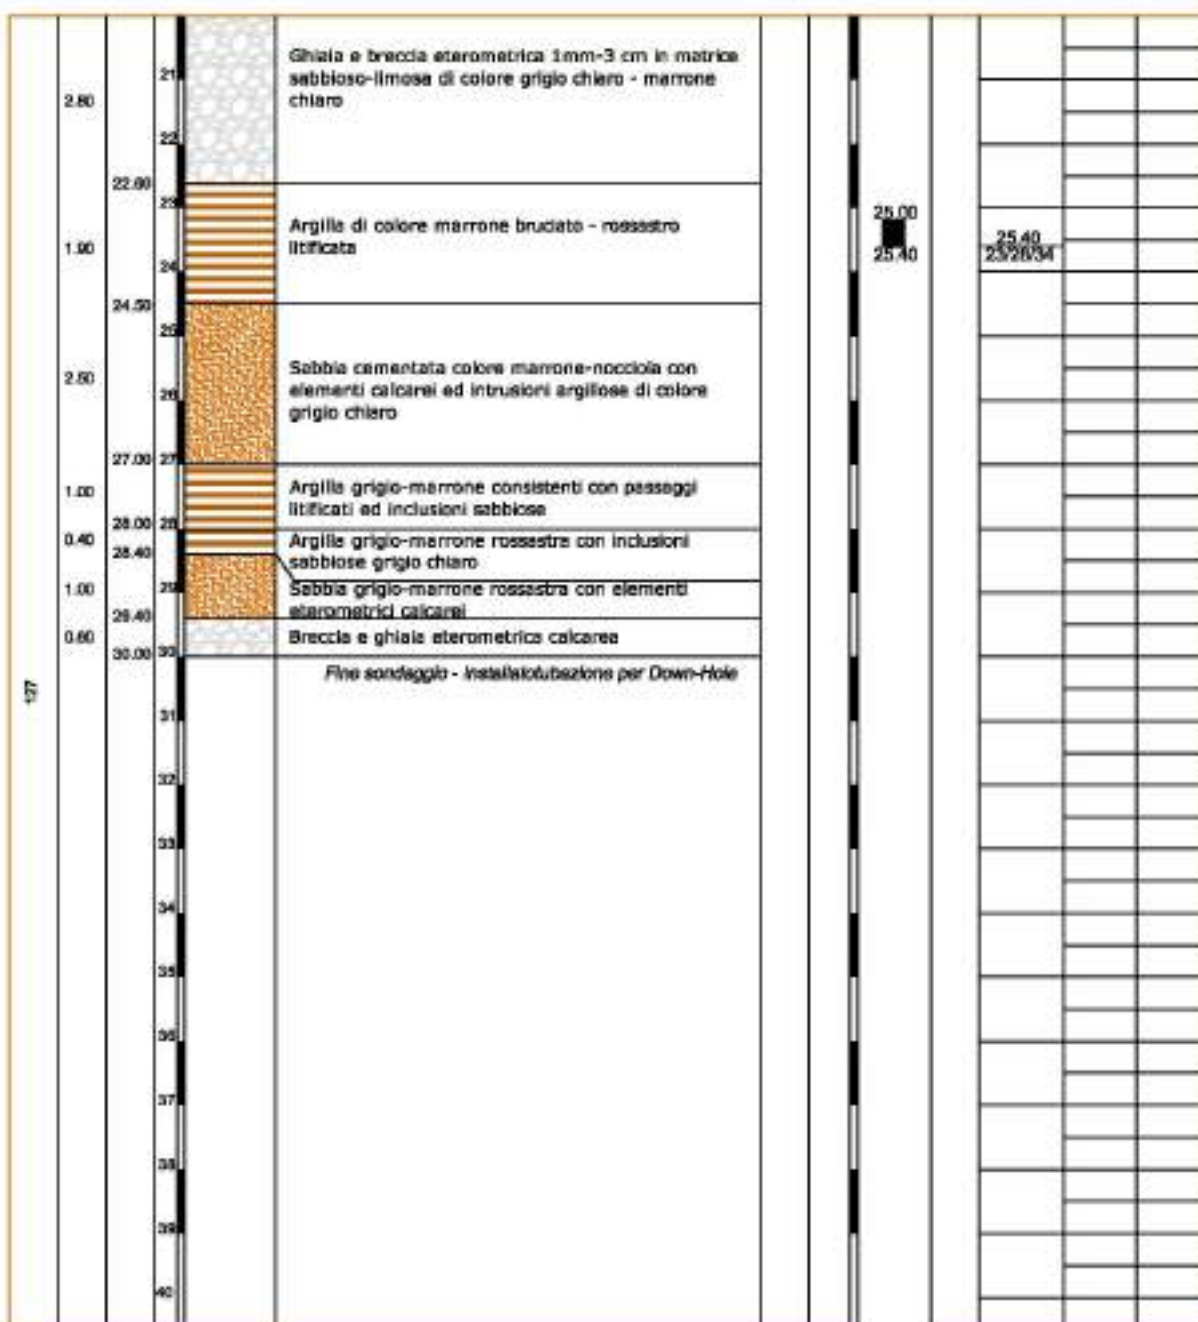 Ghiaia e breccia eterometrica 1mm-3 cm in matrice
sabbioso-limosa di colore grigio chiaro - marrone
chiaro
21
2.80
22
22.60
23
Argilla di colore marrone bruciato - rossastro
litificata
1.90
24
24.50
25
Sabbia cementata colore marrone-nocciola con
elementi calcarei ed intrusioni argillose di colore
grigio chiaro
2.50
26
27.00
27
Argilla grigio-marrone consistenti con passaggi
litificati ed inclusioni sabbiose
1.00
28.00
28
Argilla grigio-marrone rossastra con inclusioni
sabbiose grigio chiaro
0.40
28.40
Sabbia grigio-marrone rossastra con elementi
eterometrici calcarei
1.00
29
29.40
Breccia e ghiaia eterometrica calcarea
0.60
30.00
30
Fine sondaggio - Installatotubazione per Down-Hole
127
31
32
33
34
35
36
37
38
39
40
25.00
25.40
25.40
23/28/34